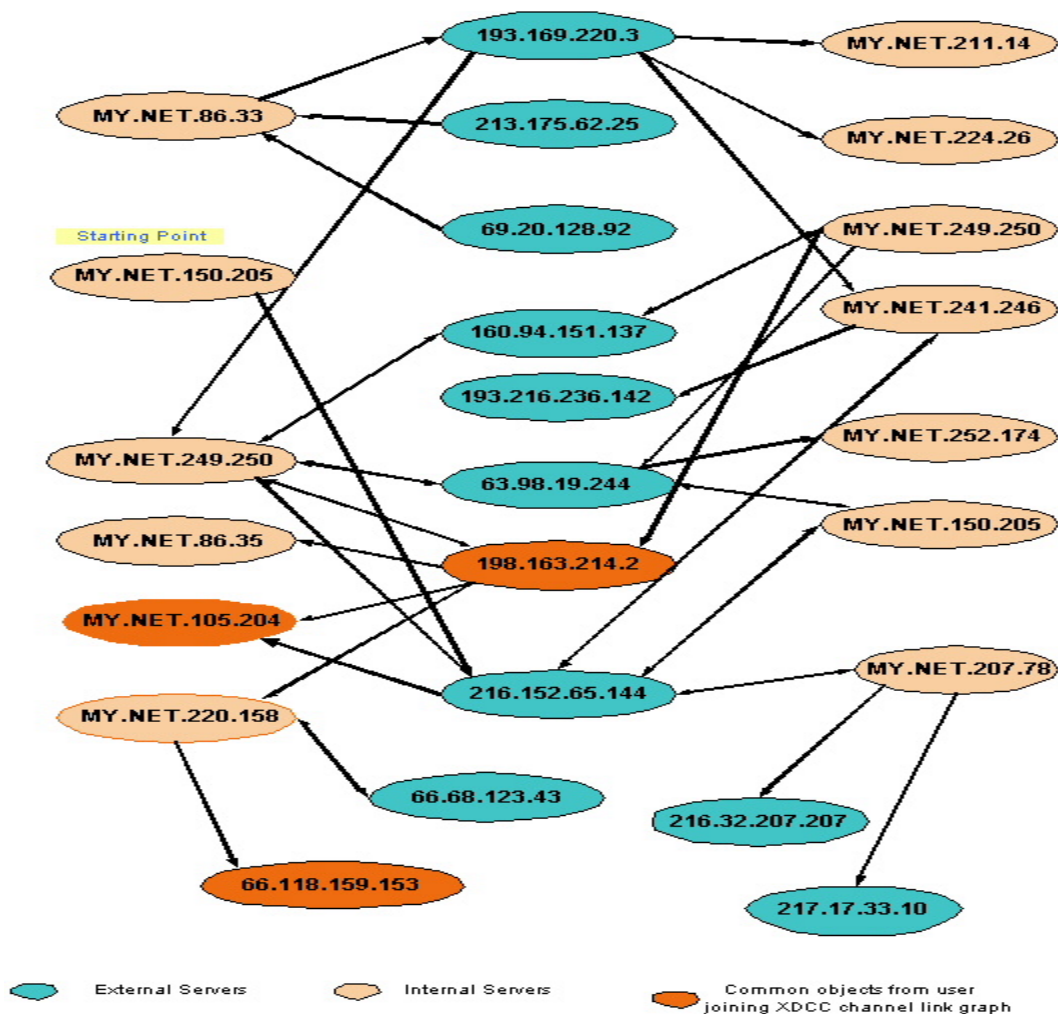 193.169.220.3
MY.NET.211.14
MY.NET.86.33
213.175.62.25
MY.NET.224.26
69.20.128.92
MY.NET.249.250
Starting Point
MY.NET.150.205
MY.NET.241.246
160.94.151.137
193.216.236.142
MY.NET.252.174
MY.NET.249.250
63.98.19.244
MY.NET.150.205
MY.NET.86.35
198.163.214.2
MY.NET.105.204
MY.NET.207.78
216.152.65.144
MY.NET.220.158
66.68.123.43
216.32.207.207
66.118.159.153
217.17.33.10
External Servers
Internal Servers
Common objects from user
joining XDCC channel link graph